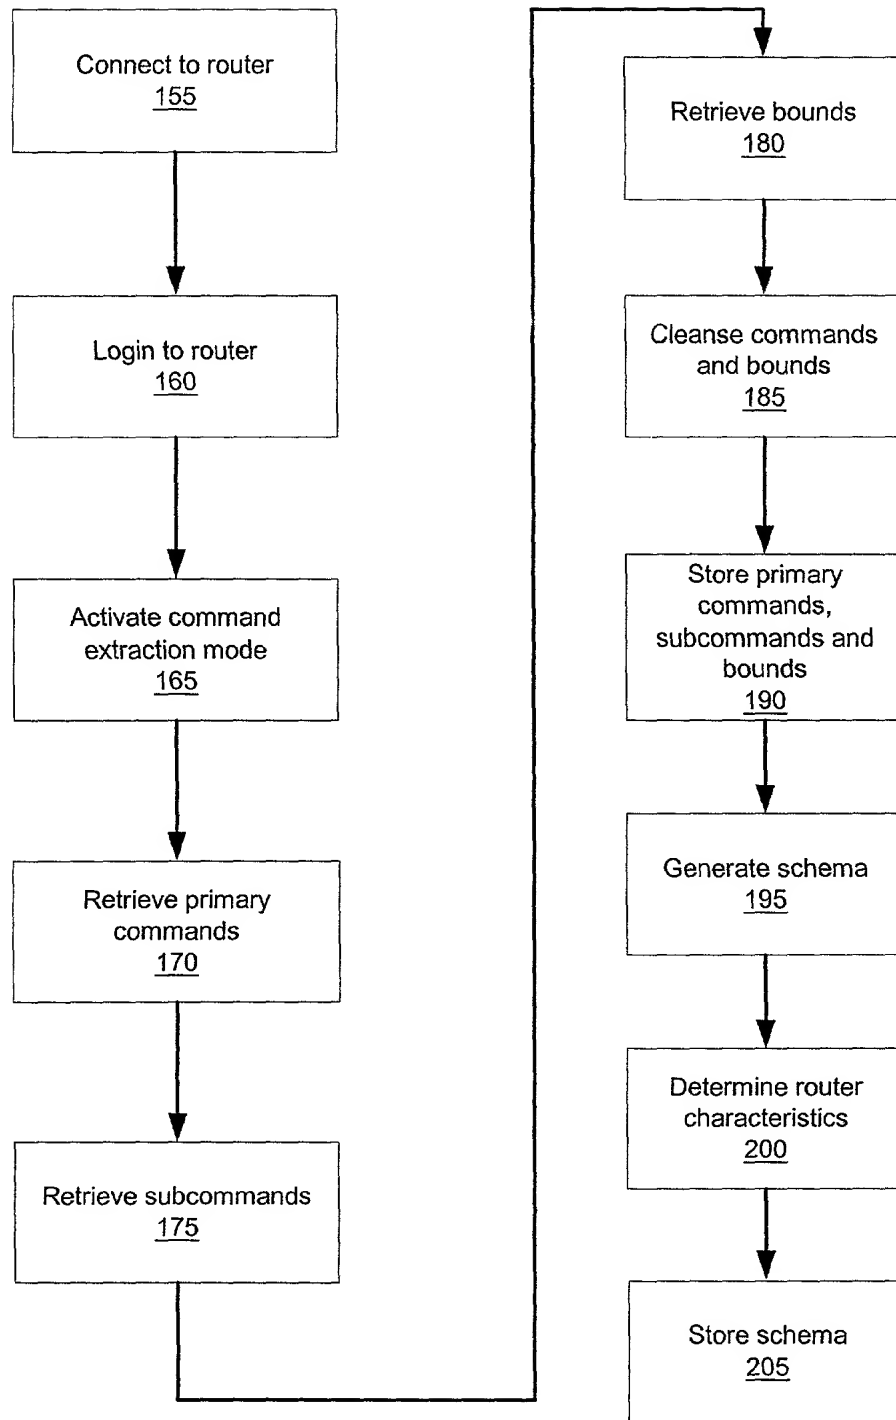 Connect to router
155
Login to router
160
Activate command
extraction mode
165
Retrieve primary
commands
170
Retrieve subcommands
175
Retrieve bounds
180
Cleanse commands
and bounds
185
Store primary
commands,
subcommands and
bounds
190
Generate schema
195
Determine router
characteristics
200
Store schema
205